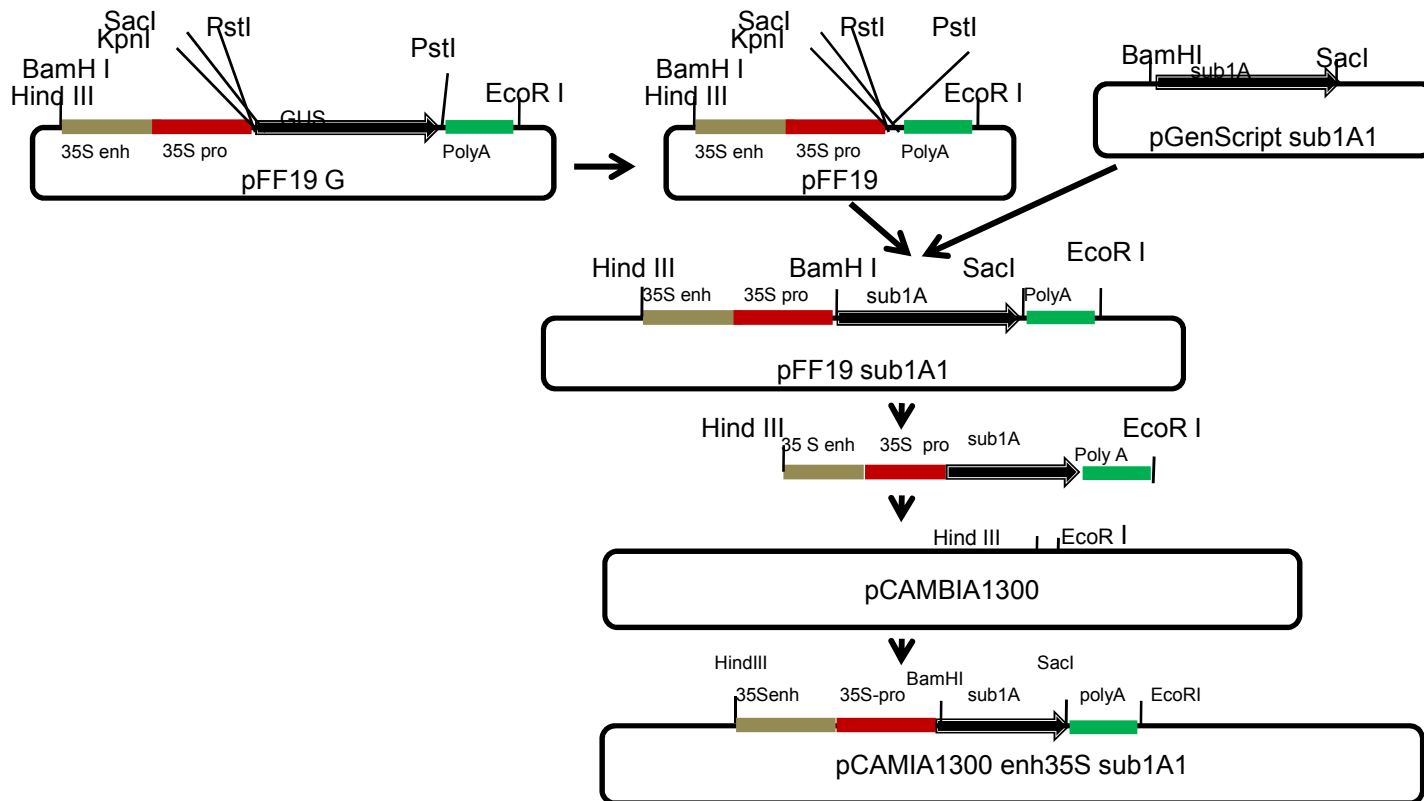 SacI
KpnI
RstI
PstI
BamH I
Hind III
EcoR I
GUS
35S enh
35S pro
PolyA
pFF19 G
SacI
KpnI
RstI
PstI
BamH I
Hind III
EcoR I
35S enh
35S pro
PolyA
pFF19
BamHI
sub1A
SacI
pGenScript sub1A1
Hind III
BamH I
SacI
EcoR I
35S enh
35S pro
sub1A
PolyA
pFF19 sub1A1
Hind III
35 S enh
35S pro
sub1A
Poly A
EcoR I
Hind III
EcoR I
pCAMBIA1300
HindIII
BamHI
SacI
35Senh
35S-pro
sub1A
polyA
EcoRI
pCAMIA1300 enh35S sub1A1